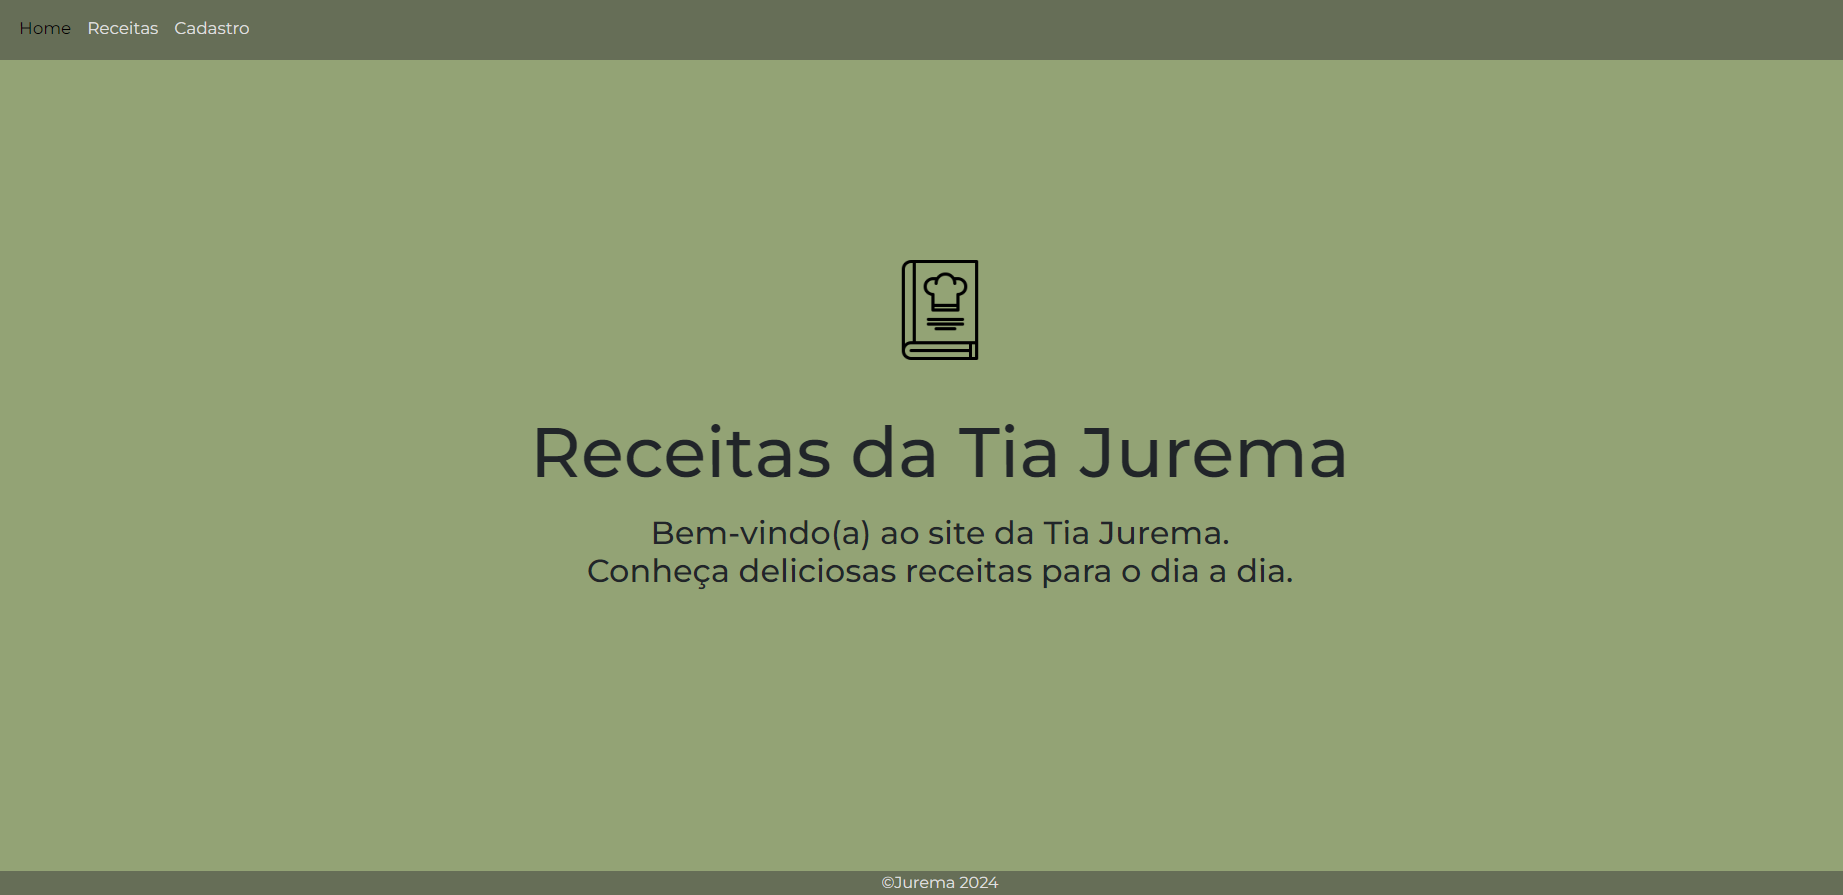 Home Receitas Cadastro
Receitas da Tia Jurema
Bem-vindo(a) ao site da Tia Jurema.
Conheça deliciosas receitas para o dia a dia.
©Jurema 2024